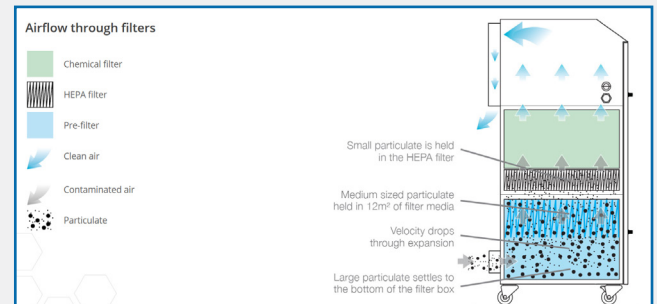 Airflow through filters
Chemical filter
HEPA filter
Pre-filter
Clean air
Contaminated air
Particulate
Small particulate is held
in the HEPA filter
Medium sized particulate
held in 12m² of filter media
Velocity drops
through expansion
Large particulate settles to
the bottom of the filter box